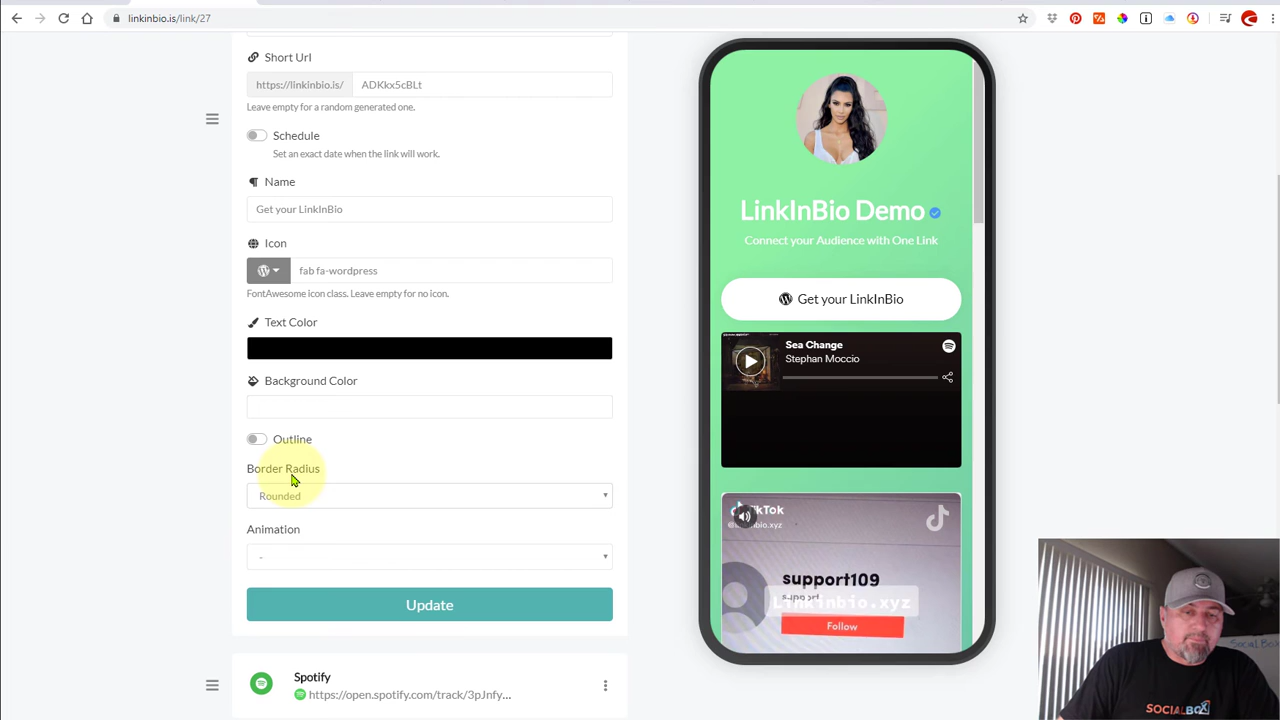 linkinbio.is/link/27
Short Url
https://linkinbio.is/ ADKkx5cBLt
Leave empty for a random generated one.
Schedule
Set an exact date when the link will work.
Name
Get your LinkInBio
Icon
fab fa-wordpress
FontAwesome icon class. Leave empty for no icon.
Text Color
Background Color
Outline
Border Radius
Rounded
Animation
-
Update
Spotify
https://open.spotify.com/track/3pJnfy...
LinkInBio Demo
Connect your Audience with One Link
Get your LinkInBio
Sea Change
Stephan Moccio
TikTok
support109
Linkinbio.xyz
Follow
SOCIALBOX